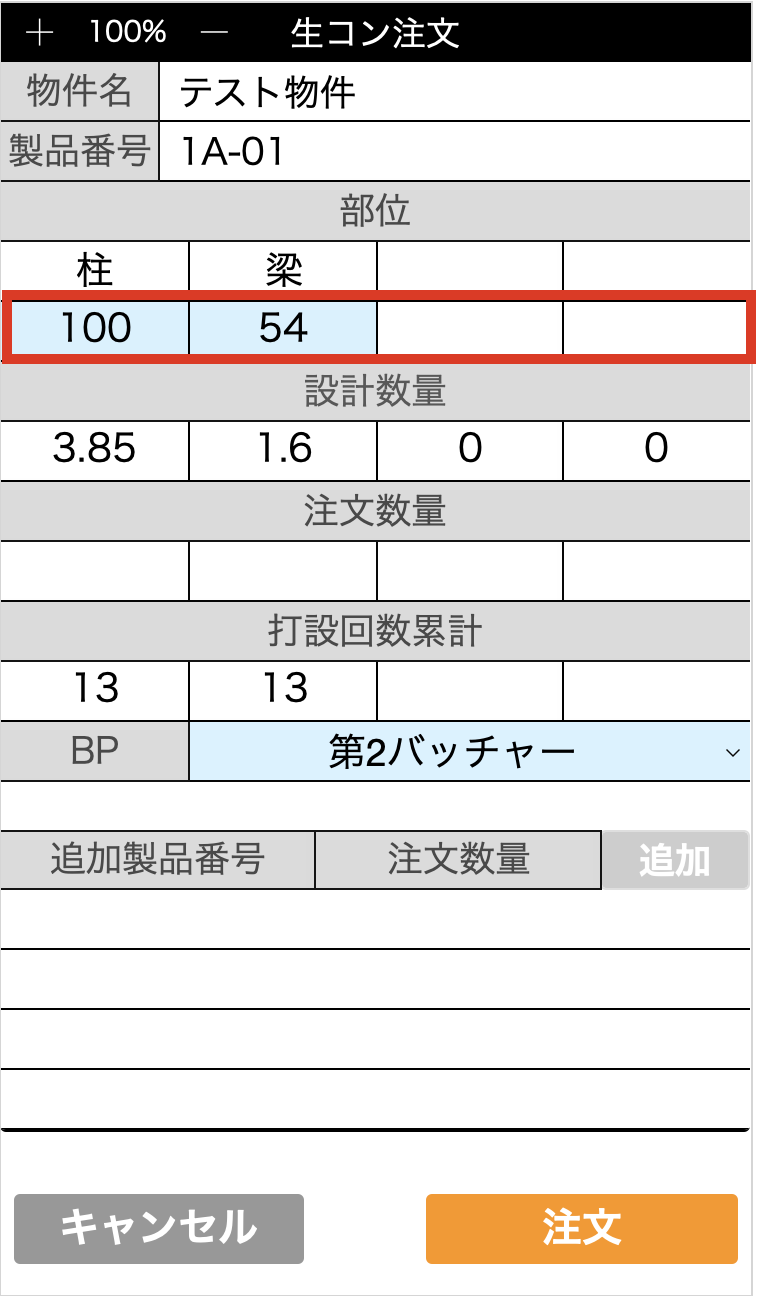 ＋ 100% － 生コン注文
物件名 テスト物件
製品番号 1A-01
部位
柱 梁
100 54
設計数量
3.85 1.6 0 0
注文数量
打設回数累計
13 13
BP 第2バッチャー
追加製品番号 注文数量 追加
キャンセル 注文